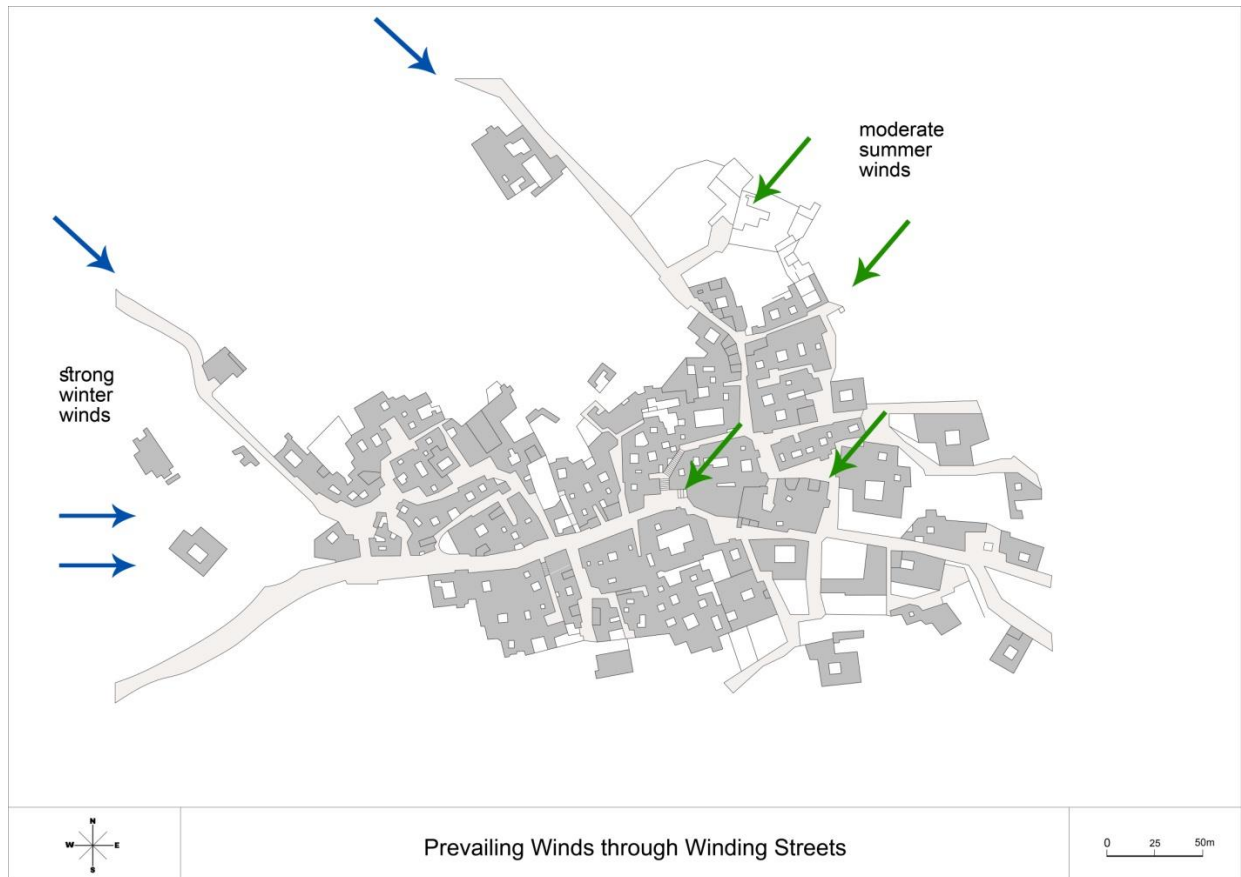 moderate
summer
winds
strong
winter
winds
N
W E
S
Prevailing Winds through Winding Streets
0 25 50m